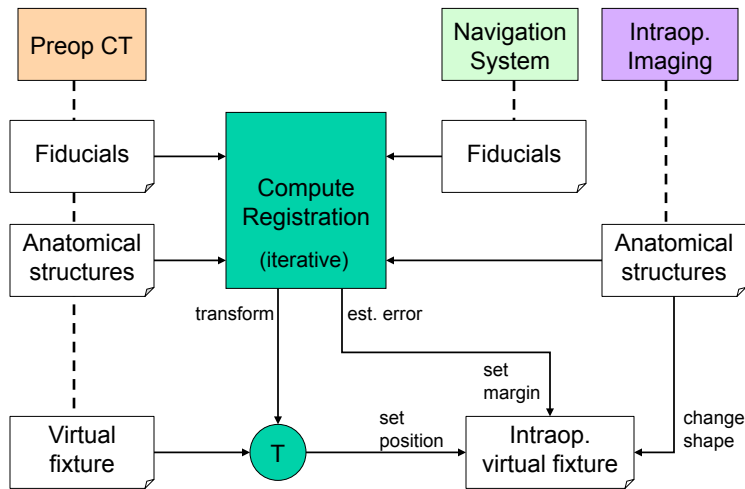 Preop CT
Navigation
System
Intraop.
Imaging
Fiducials
Compute
Registration
(iterative)
Fiducials
Anatomical
structures
Anatomical
structures
transform
est. error
set
margin
change
shape
Virtual
fixture
T
set
position
Intraop.
virtual fixture